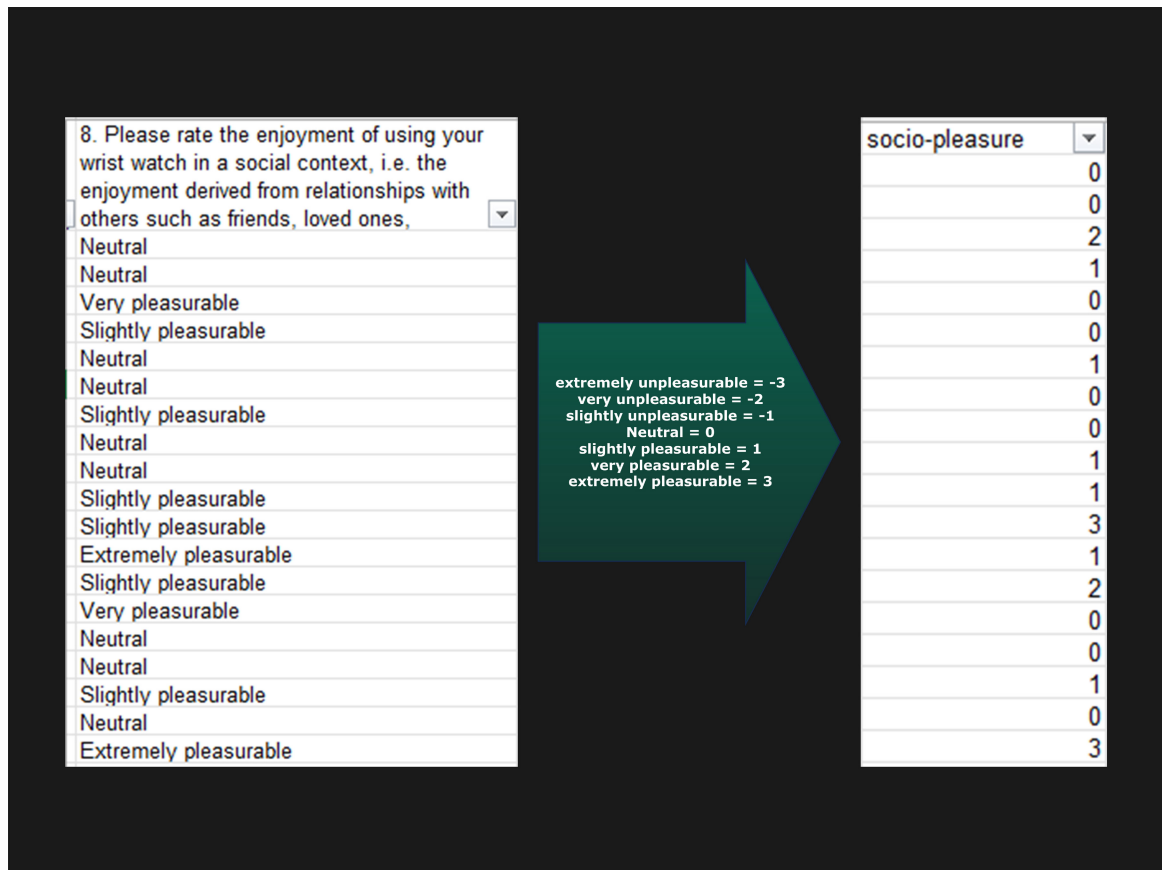 8. Please rate the enjoyment of using your
wrist watch in a social context, i.e. the
enjoyment derived from relationships with
others such as friends, loved ones,
Neutral
Neutral
Very pleasurable
Slightly pleasurable
Neutral
Neutral
Slightly pleasurable
Neutral
Neutral
Slightly pleasurable
Slightly pleasurable
Extremely pleasurable
Slightly pleasurable
Very pleasurable
Neutral
Neutral
Slightly pleasurable
Neutral
Extremely pleasurable
extremely unpleasurable = -3
very unpleasurable = -2
slightly unpleasurable = -1
Neutral = 0
slightly pleasurable = 1
very pleasurable = 2
extremely pleasurable = 3
socio-pleasure
0
0
2
1
0
0
1
0
0
1
1
3
1
2
0
0
1
0
3